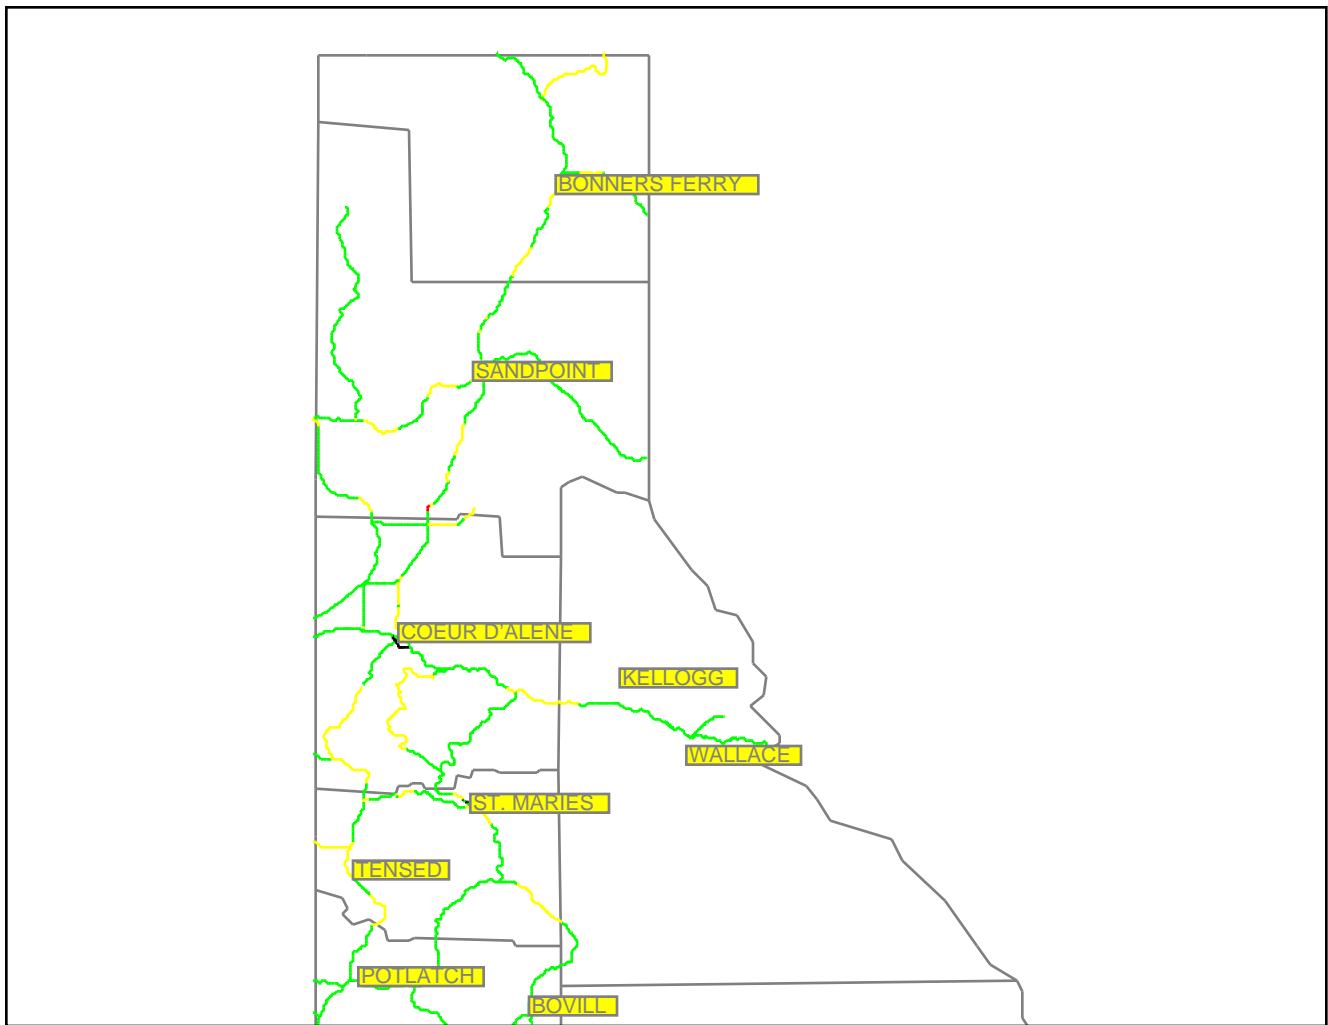 BONNERS FERRY
SANDPOINT
COEUR D'ALENE
KELLOGG
WALLACE
ST. MARIES
TENSED
POTLATCH
BOVILL